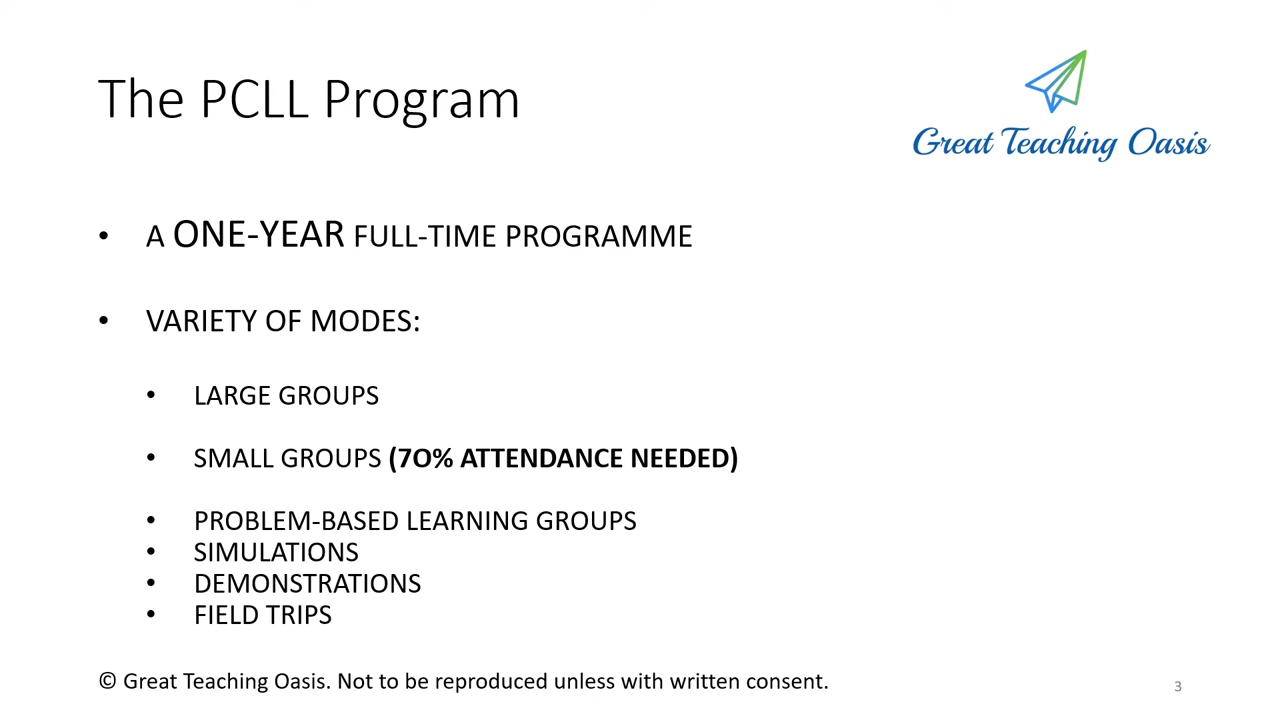 The PCLL Program
Great Teaching Oasis
• A ONE-YEAR FULL-TIME PROGRAMME
• VARIETY OF MODES:
• LARGE GROUPS
• SMALL GROUPS (7O% ATTENDANCE NEEDED)
• PROBLEM-BASED LEARNING GROUPS
• SIMULATIONS
• DEMONSTRATIONS
• FIELD TRIPS
© Great Teaching Oasis. Not to be reproduced unless with written consent.
3